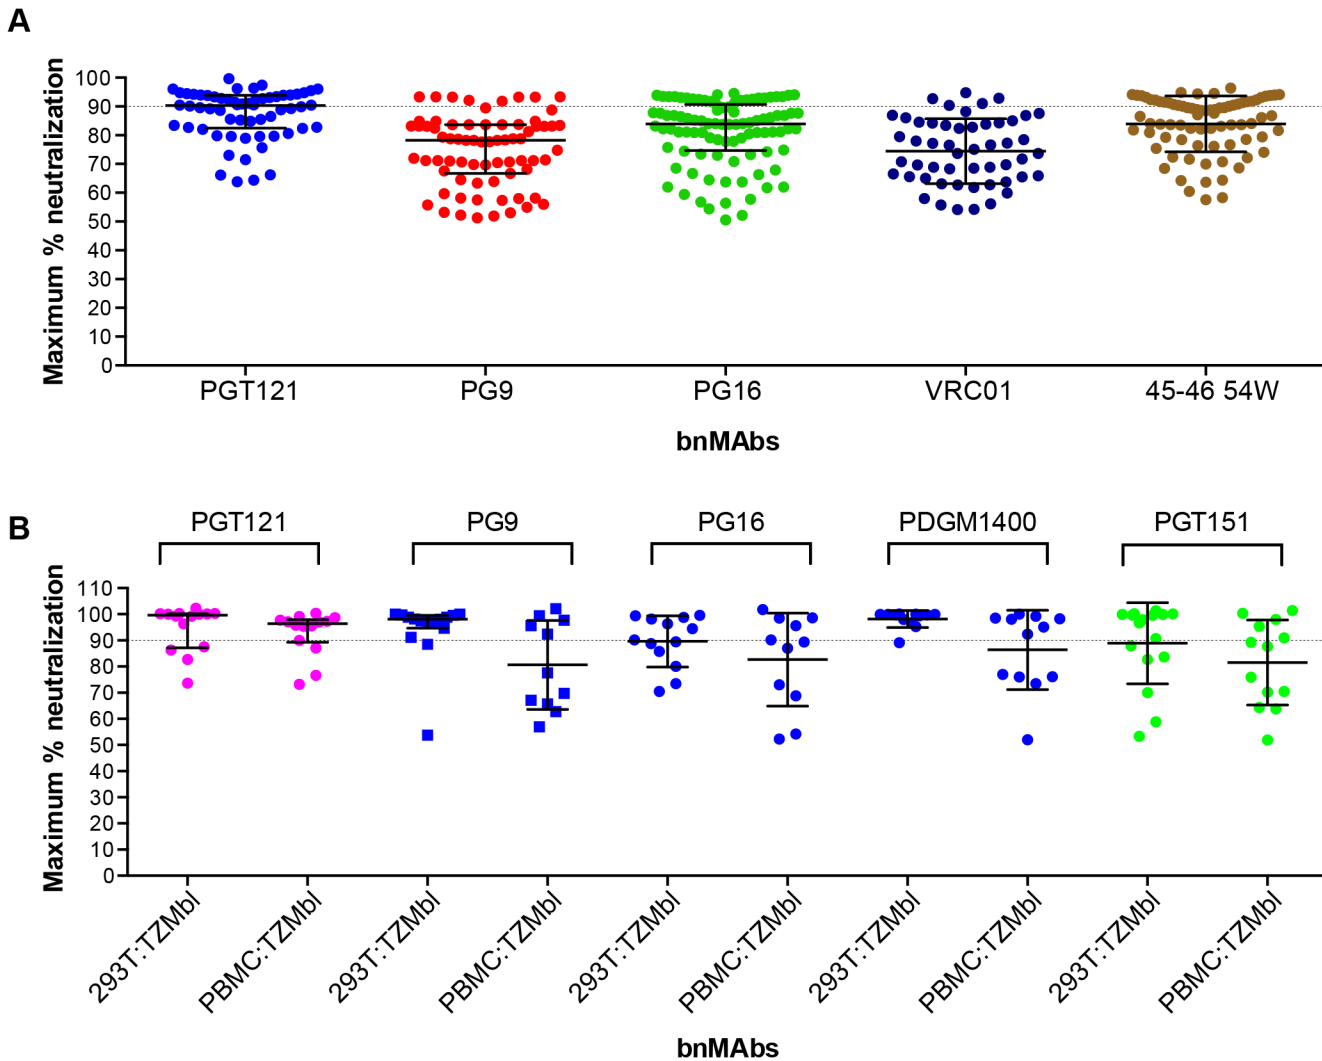 A
Maximum % neutralization
100
90
80
70
60
50
40
30
20
10
0
PGT121 PG9 PG16 VRC01 45-46 54W
bnMAbs
B
PGT121 PG9 PG16 PDGM1400 PGT151
Maximum % neutralization
110
100
90
80
70
60
50
40
30
20
10
0
293T:TZMbl PBMC:TZMbl 293T:TZMbl PBMC:TZMbl 293T:TZMbl PBMC:TZMbl 293T:TZMbl PBMC:TZMbl 293T:TZMbl PBMC:TZMbl
bnMAbs